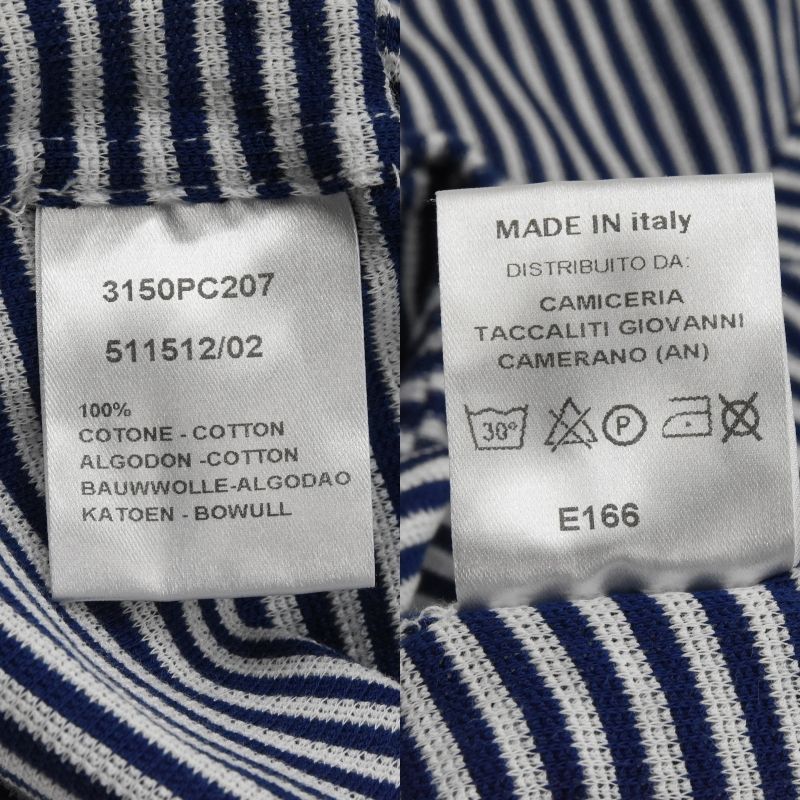 3150PC207
511512/02
100%
COTONE - COTTON
ALGODON -COTTON
BAUWWOLLE-ALGODAO
KATOEN - BOWULL
MADE IN italy
DISTRIBUITO DA:
CAMICERIA
TACCALITI GIOVANNI
CAMERANO (AN)
30° P
E166